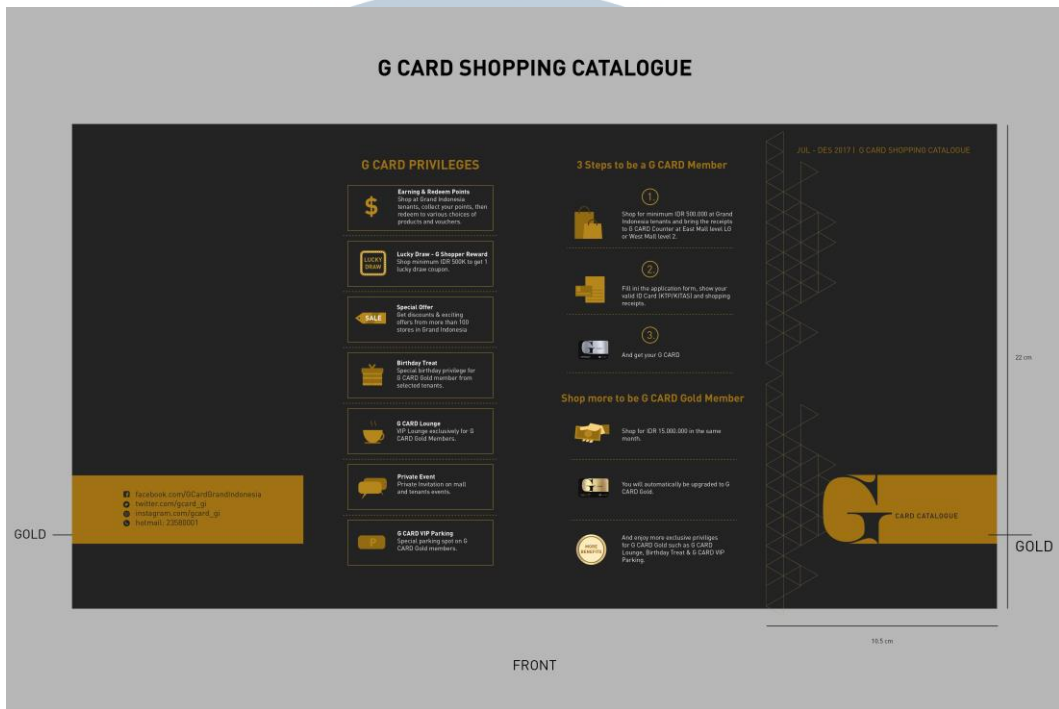 G CARD SHOPPING CATALOGUE
facebook.com/GCardGrandIndonesia
twitter.com/gcard_gi
instagram.com/gcard_gi
hotmail: 23580001
GOLD
G CARD PRIVILEGES
$
Earning & Redeem Points
Shop at Grand Indonesia
tenants, collect your points, then
redeem to various choices of
products and vouchers.
LUCKY
DRAW
Lucky Draw - G Shopper Reward
Shop minimum IDR 500K to get 1
lucky draw coupon.
SALE
Special Offer
Get discounts & exciting
offers from more than 100
stores in Grand Indonesia
Birthday Treat
Special birthday privilege for
G CARD Gold member from
selected tenants.
G CARD Lounge
VIP Lounge exclusively for G
CARD Gold Members.
Private Event
Private Invitation on mall
and tenants events.
P
G CARD VIP Parking
Special parking spot on G
CARD Gold members.
3 Steps to be a G CARD Member
1.
Shop for minimum IDR 500.000 at Grand
Indonesia tenants and bring the receipts
to G CARD Counter at East Mall level LG
or West Mall level 2.
2.
Fill ini the application form, show your
valid ID Card (KTP/KITAS) and shopping
receipts.
3.
G
And get your G CARD
Shop more to be G CARD Gold Member
Shop for IDR 15.000.000 in the same
month.
G
You will automatically be upgraded to G
CARD Gold.
MORE
BENEFITS
And enjoy more exclusive priviliges
for G CARD Gold such as G CARD
Lounge, Birthday Treat & G CARD VIP
Parking.
JUL - DES 2017 | G CARD SHOPPING CATALOGUE
G
CARD CATALOGUE
22 cm
GOLD
10.5 cm
FRONT